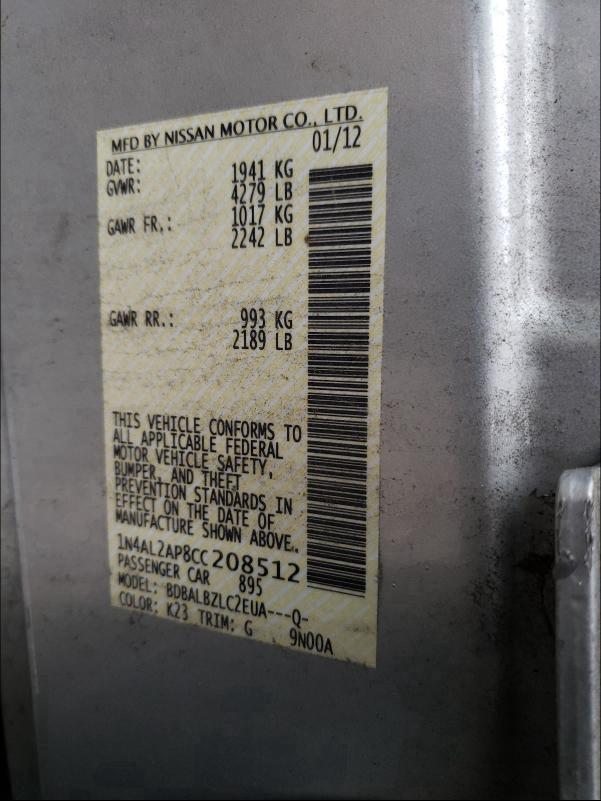 MFD BY NISSAN MOTOR CO., LTD.
DATE: 01/12
GVWR: 1941 KG
4279 LB
GAWR FR.: 1017 KG
2242 LB
GAWR RR.: 993 KG
2189 LB
THIS VEHICLE CONFORMS TO
ALL APPLICABLE FEDERAL
MOTOR VEHICLE SAFETY,
BUMPER, AND THEFT
PREVENTION STANDARDS IN
EFFECT ON THE DATE OF
MANUFACTURE SHOWN ABOVE.
1N4AL2AP8CC208512
PASSENGER CAR 895
MODEL: BDBALBZLC2EUA---Q-
COLOR: K23 TRIM: G 9N00A